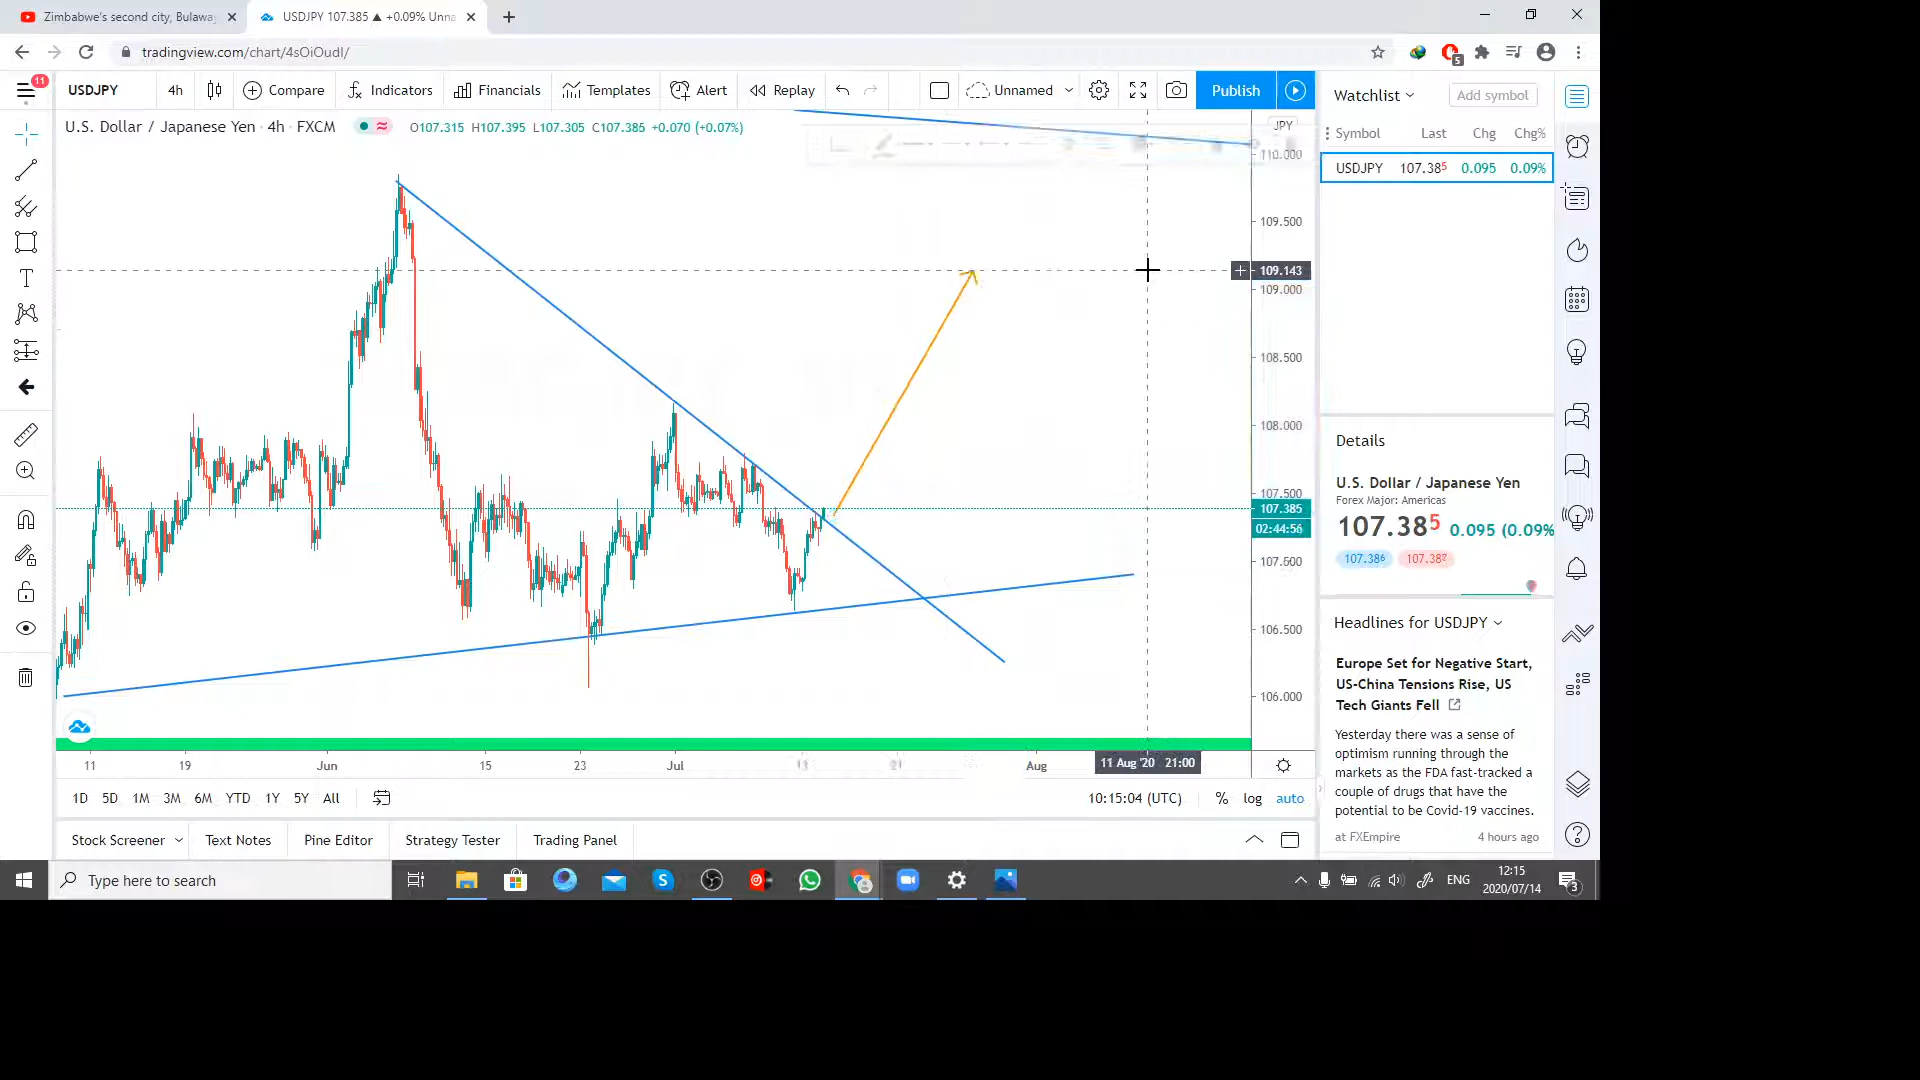 Zimbabwe's second city, Bulawa
USDJPY 107.385 ▲ +0.09% Unna
tradingview.com/chart/4sOiOudI/
5
11
USDJPY
4h
Compare
Indicators
Financials
Templates
Alert
Replay
Unnamed
Publish
U.S. Dollar / Japanese Yen · 4h · FXCM
O107.315 H107.395 L107.305 C107.385 +0.070 (+0.07%)
JPY
110.000
109.500
109.143
109.000
108.500
108.000
107.500
107.385
02:44:56
107.000
106.500
106.000
11 19 Jun 15 23 Jul 13 21 Aug
11 Aug '20 21:00
1D 5D 1M 3M 6M YTD 1Y 5Y All
10:15:04 (UTC)
% log auto
Stock Screener
Text Notes
Pine Editor
Strategy Tester
Trading Panel
Watchlist
Add symbol
Symbol Last Chg Chg%
USDJPY 107.385 0.095 0.09%
Details
U.S. Dollar / Japanese Yen
Forex Major: Americas
107.385 0.095 (0.09%
107.386 107.387
Headlines for USDJPY
Europe Set for Negative Start,
US-China Tensions Rise, US
Tech Giants Fell
Yesterday there was a sense of
optimism running through the
markets as the FDA fast-tracked a
couple of drugs that have the
potential to be Covid-19 vaccines.
at FXEmpire
4 hours ago
Type here to search
ENG
12:15
2020/07/14
3